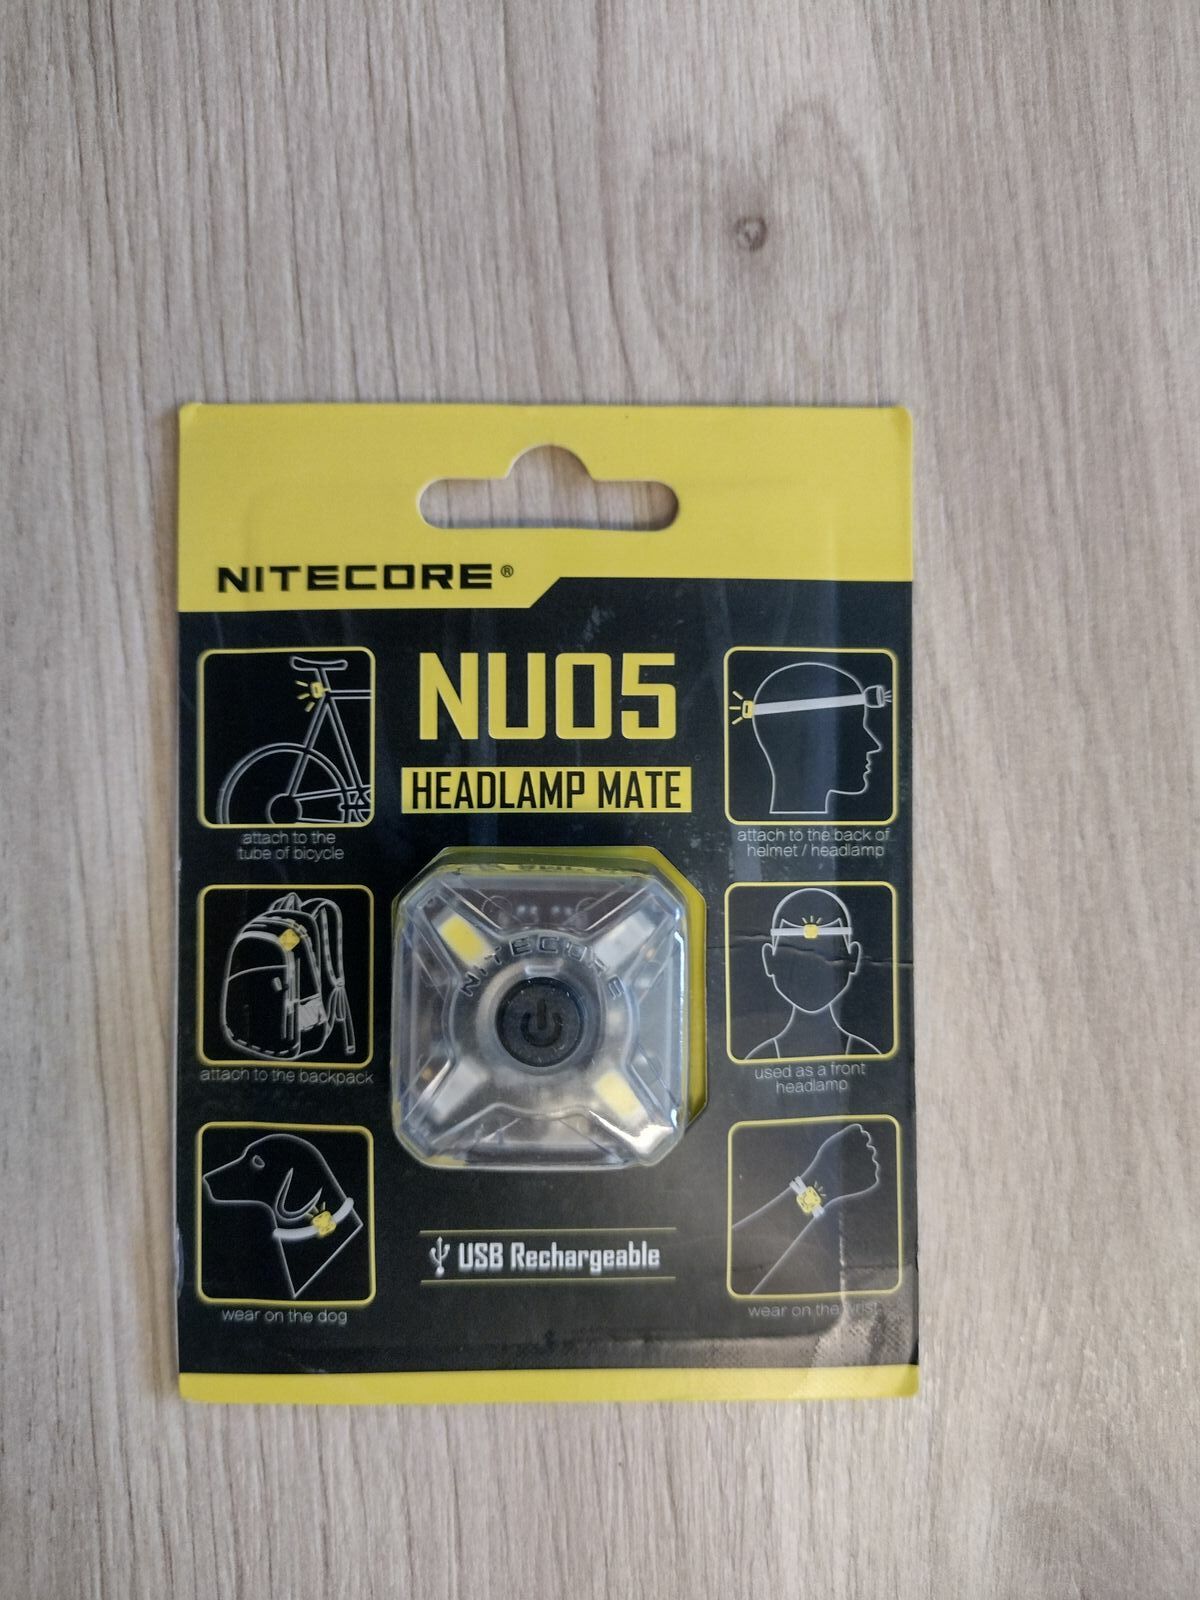 NITECORE®
NU05
HEADLAMP MATE
attach to the
tube of bicycle
attach to the back of
helmet / headlamp
NITECORE
attach to the backpack
used as a front
headlamp
wear on the dog
USB Rechargeable
wear on the wrist